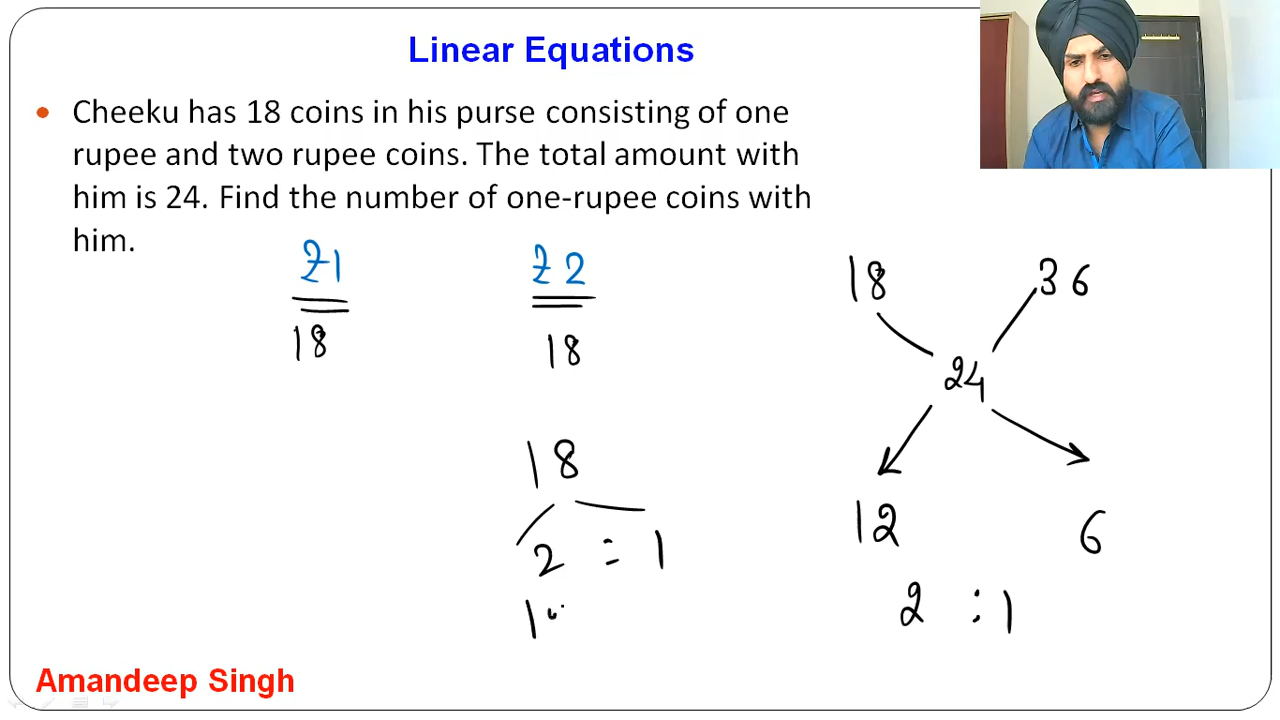 Linear Equations
• Cheeku has 18 coins in his purse consisting of one
rupee and two rupee coins. The total amount with
him is 24. Find the number of one-rupee coins with
him.
₹1 ₹2
18 18
18 36
24
18
12 6
2 : 1
2 : 1
1
Amandeep Singh